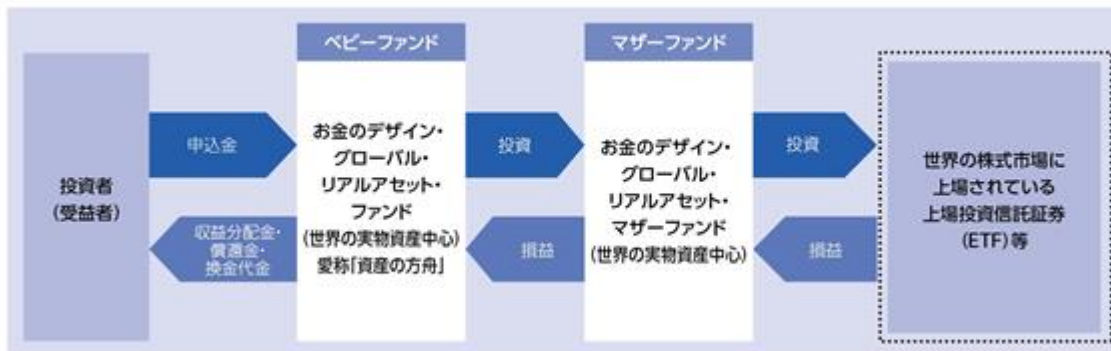 ベビーファンド
マザーファンド
投資者
(受益者)
申込金
収益分配金・
償還金・
換金代金
お金のデザイン・
グローバル・
リアルアセット・
ファンド
(世界の実物資産中心)
愛称「資産の方舟」
投資
損益
お金のデザイン・
グローバル・
リアルアセット・
マザーファンド
(世界の実物資産中心)
投資
損益
世界の株式市場に
上場されている
上場投資信託証券
(ETF)等